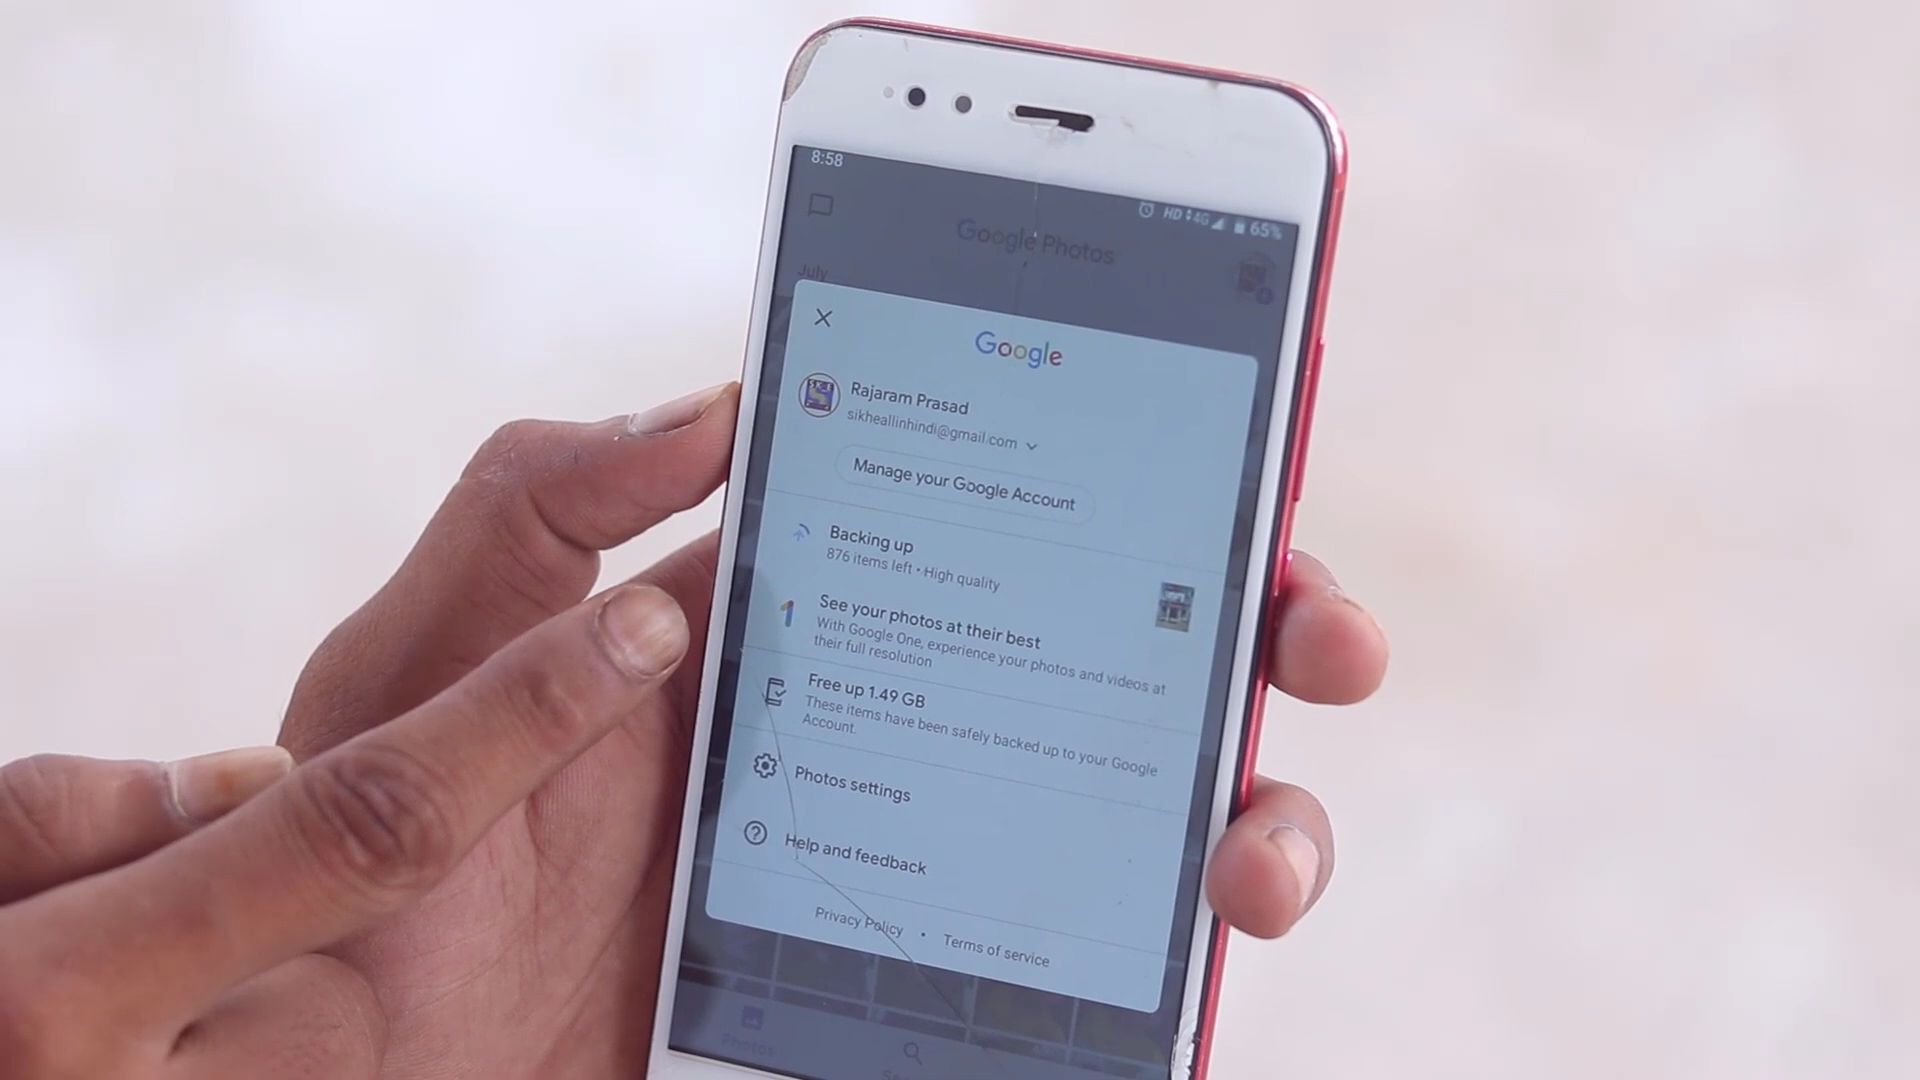 8:58
HD 4G 65%
Google Photos
July
Google
S.K.E
Rajaram Prasad
sikheallinhindi@gmail.com
Manage your Google Account
Backing up
876 items left • High quality
See your photos at their best
With Google One, experience your photos and videos at
their full resolution
Free up 1.49 GB
These items have been safely backed up to your Google
Account.
Photos settings
Help and feedback
Privacy Policy • Terms of service
Photos